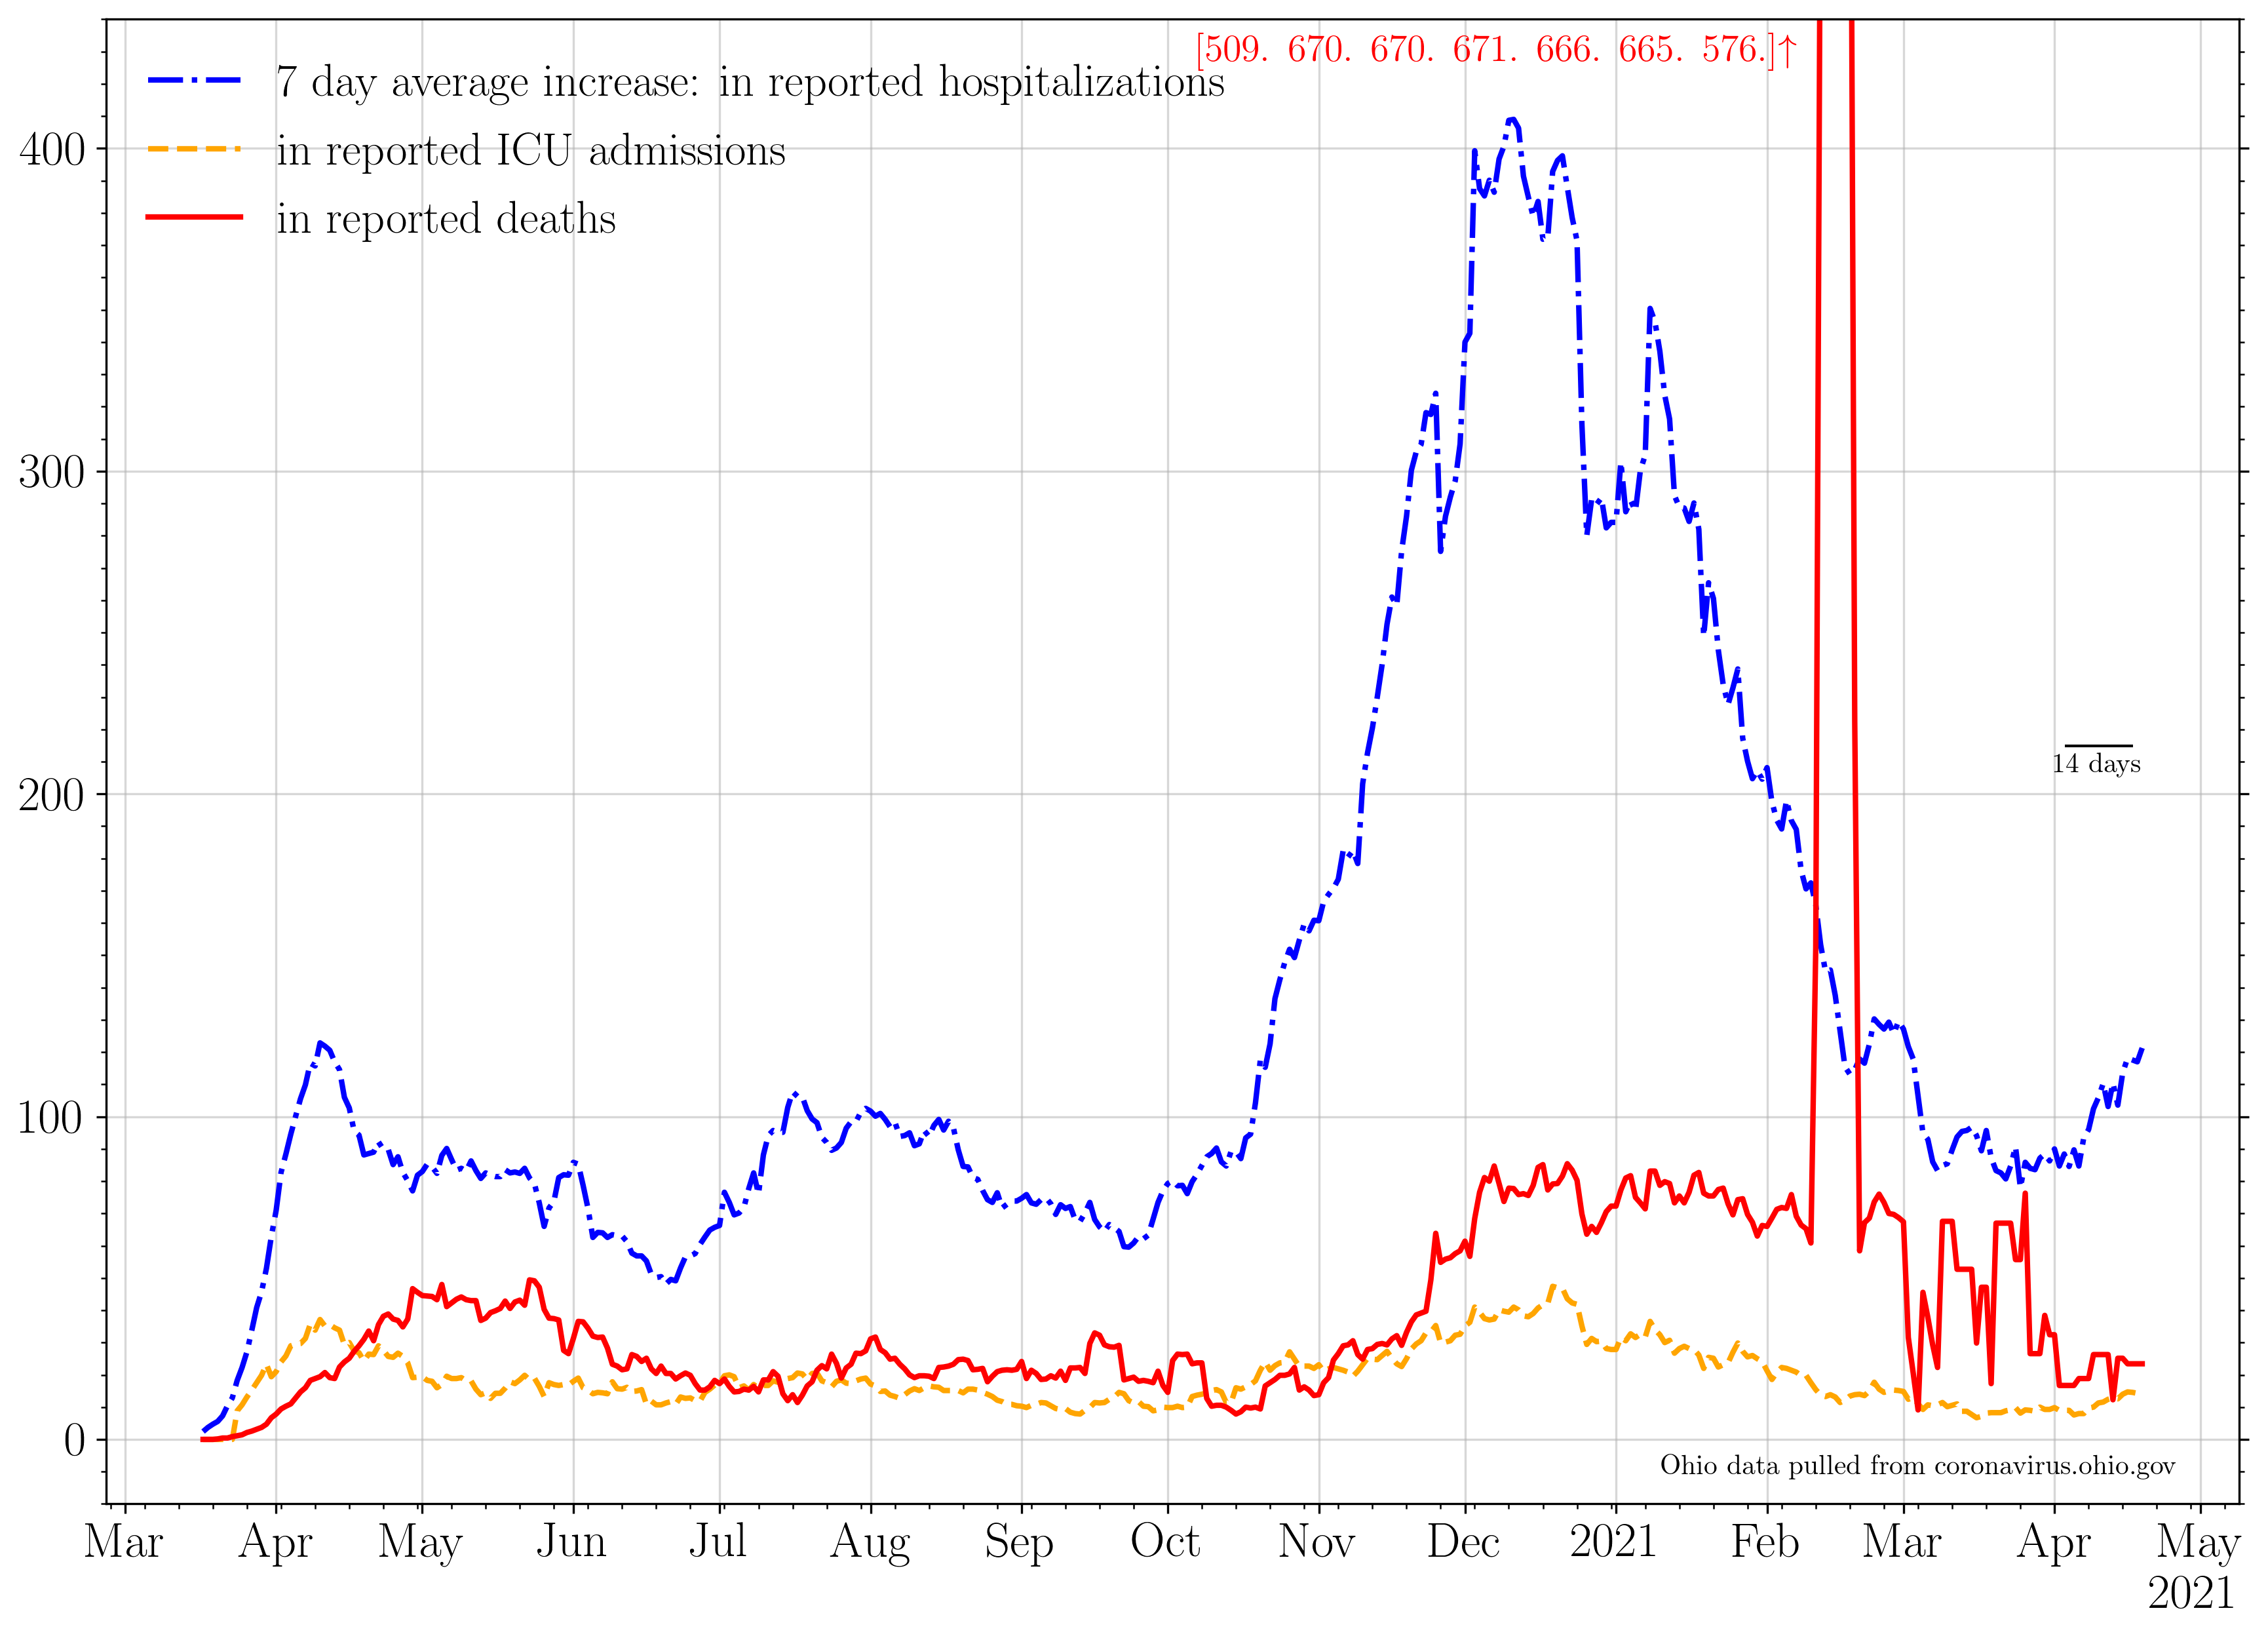 [509. 670. 670. 671. 666. 665. 576.]↑
7 day average increase: in reported hospitalizations
in reported ICU admissions
in reported deaths
400
300
200
100
0
14 days
Ohio data pulled from coronavirus.ohio.gov
Mar Apr May Jun Jul Aug Sep Oct Nov Dec 2021 Feb Mar Apr May
2021